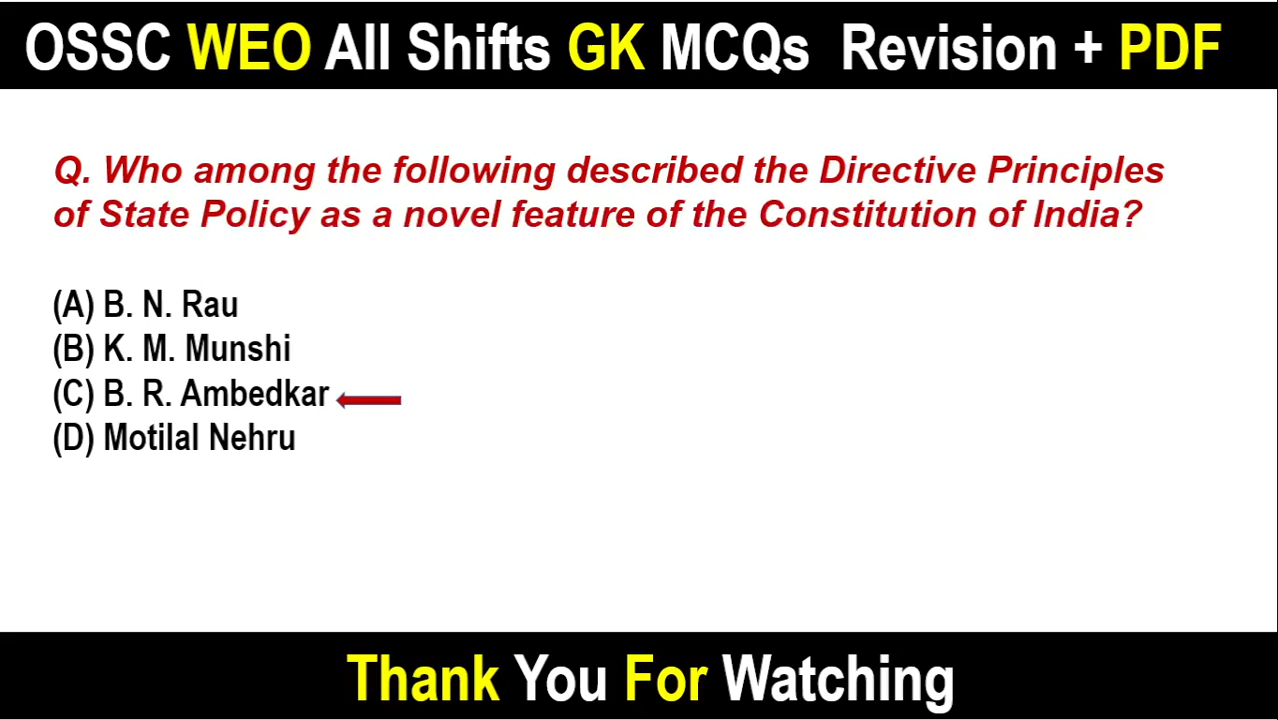 OSSC WEO All Shifts GK MCQs Revision + PDF
Q. Who among the following described the Directive Principles
of State Policy as a novel feature of the Constitution of India?
(A) B. N. Rau
(B) K. M. Munshi
(C) B. R. Ambedkar
(D) Motilal Nehru
Thank You For Watching